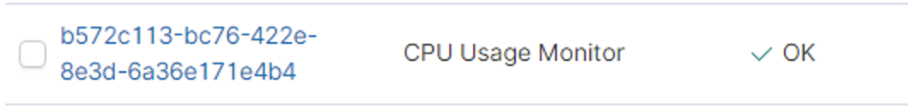 b572c113-bc76-422e-
8e3d-6a36e171e4b4
CPU Usage Monitor
OK